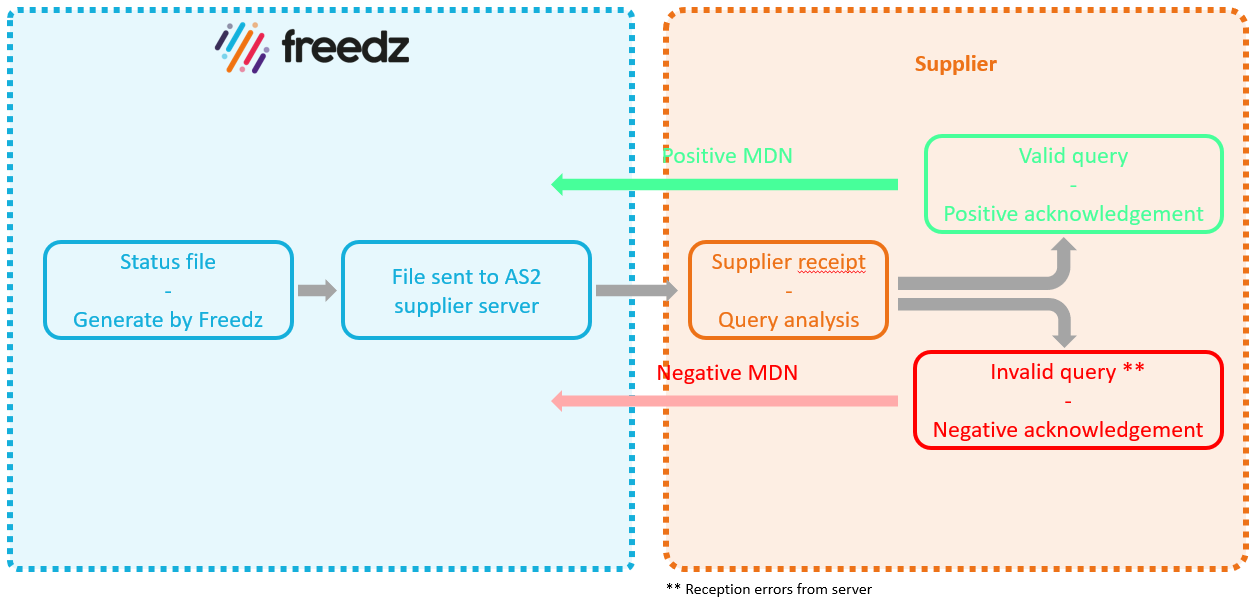 freedz
Supplier
Positive MDN
Valid query
-
Positive acknowledgement
Status file
-
Generate by Freedz
File sent to AS2
supplier server
Supplier receipt
-
Query analysis
Negative MDN
Invalid query **
-
Negative acknowledgement
** Reception errors from server